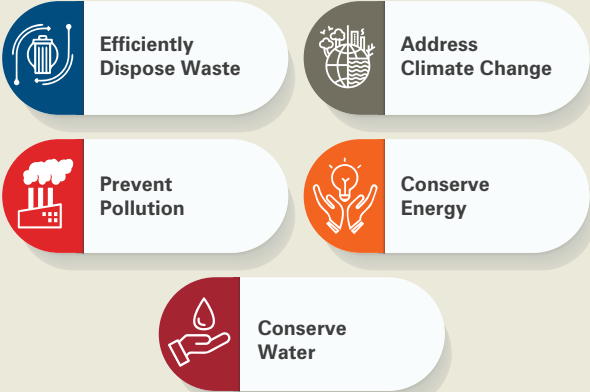 Efficiently
Dispose Waste
Address
Climate Change
Prevent
Pollution
Conserve
Energy
Conserve
Water